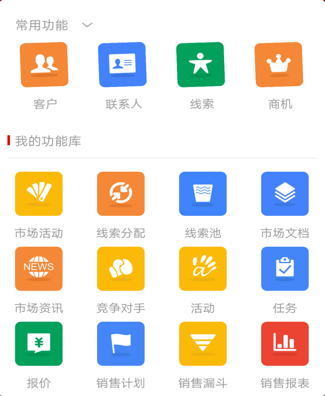 常用功能
客户 联系人 线索 商机
我的功能库
市场活动 线索分配 线索池 市场文档
NEWS
市场资讯 竞争对手 活动 任务
报价 销售计划 销售漏斗 销售报表